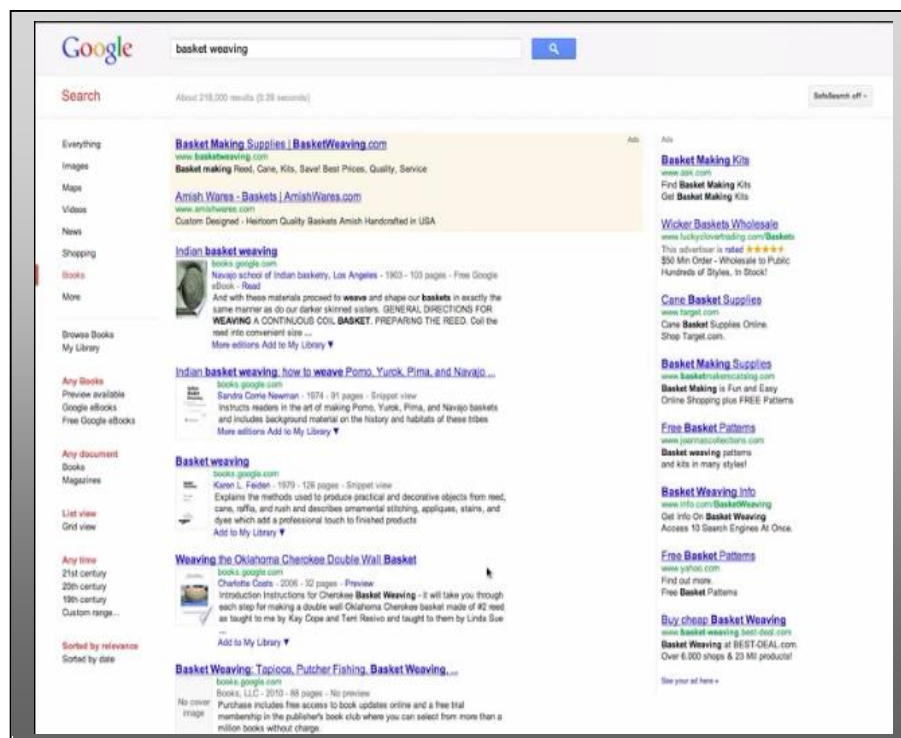 Google
basket weaving
Search
About 218,000 results (0.28 seconds)
SafeSearch off
Everything
Images
Maps
Videos
News
Shopping
Books
More
Browse Books
My Library
Any Books
Preview available
Google eBooks
Free Google eBooks
Any document
Books
Magazines
List view
Grid view
Any time
21st century
20th century
19th century
Custom range...
Sorted by relevance
Sorted by date
Ads
Basket Making Supplies | BasketWeaving.com
www.basketweaving.com
Basket making Reed, Cane, Kits, Save! Best Prices, Quality, Service
Amish Wares - Baskets | AmishWares.com
www.amishwares.com
Custom Designed - Heirloom Quality Baskets Amish Handcrafted in USA
Indian basket weaving
books.google.com
Navajo school of Indian basketry, Los Angeles - 1903 - 103 pages - Free Google
eBook - Read
And with these materials proceed to weave and shape our baskets in exactly the
same manner as do our darker skinned sisters. GENERAL DIRECTIONS FOR
WEAVING A CONTINUOUS COIL BASKET. PREPARING THE REED. Coil the
reed into convenient size ...
More editions Add to My Library ▼
Indian basket weaving: how to weave Pomo, Yurok, Pima, and Navajo ...
books.google.com
Sandra Corrie Newman - 1974 - 91 pages - Snippet view
Instructs readers in the art of making Pomo, Yurok, Pima, and Navajo baskets
and includes background material on the history and habitats of these tribes
More editions Add to My Library ▼
Basket weaving
books.google.com
Karen L. Feiden - 1979 - 126 pages - Snippet view
Explains the methods used to produce practical and decorative objects from reed,
cane, raffia, and rush and describes ornamental stitching, appliques, stains, and
dyes which add a professional touch to finished products
Add to My Library ▼
Weaving the Oklahoma Cherokee Double Wall Basket
books.google.com
Charlotte Coats - 2006 - 32 pages - Preview
Introduction Instructions for Cherokee Basket Weaving - it will take you through
each step for making a double wall Oklahoma Cherokee basket made of #2 reed
as taught to me by Kay Cope and Terri Resivo and taught to them by Linda Sue
...
Add to My Library ▼
Basket Weaving: Tapioca, Putcher Fishing, Basket Weaving, ...
books.google.com
Books, LLC - 2010 - 88 pages - No preview
No cover
image
Purchase includes free access to book updates online and a free trial
membership in the publisher's book club where you can select from more than a
million books without charge.
Ads
Basket Making Kits
www.ask.com
Find Basket Making Kits
Get Basket Making Kits
Wicker Baskets Wholesale
www.luckyclovertrading.com/Baskets
This advertiser is rated ★★★★★
$50 Min Order - Wholesale to Public
Hundreds of Styles, In Stock!
Cane Basket Supplies
www.target.com
Cane Basket Supplies Online.
Shop Target.com.
Basket Making Supplies
www.basketmakerscatalog.com
Basket Making is Fun and Easy
Online Shopping plus FREE Patterns
Free Basket Patterns
www.joannascollections.com
Basket weaving patterns
and kits in many styles!
Basket Weaving Info
www.info.com/BasketWeaving
Get Info On Basket Weaving
Access 10 Search Engines At Once.
Free Basket Patterns
www.yahoo.com
Find out more.
Free Basket Patterns
Buy cheap Basket Weaving
www.basket-weaving.best-deal.com
Basket Weaving at BEST-DEAL.com
Over 6,000 shops & 23 Mil products!
See your ad here »